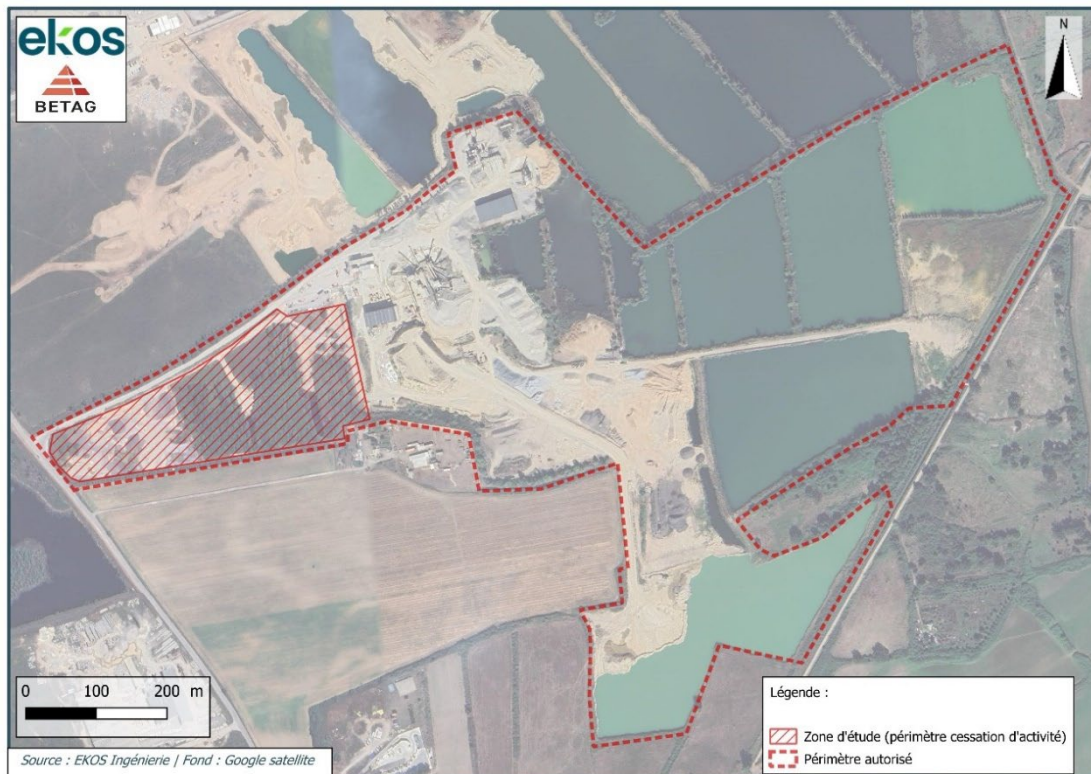 ekos
BETAG
N
0 100 200 m
Légende :
Zone d'étude (périmètre cessation d'activité)
Périmètre autorisé
Source : EKOS Ingénierie | Fond : Google satellite